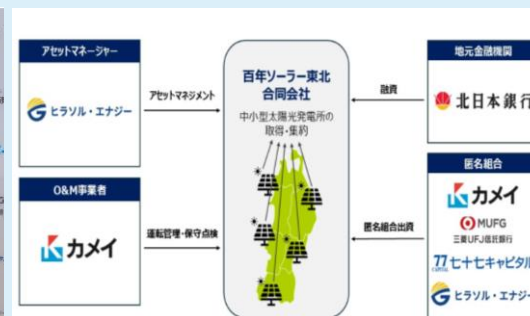 アセットマネージャー
ヒラソル・エナジー
アセットマネジメント
O&M事業者
カメイ
運転管理・保守点検
百年ソーラー東北
合同会社
中小型太陽光発電所の
取得・集約
融資
匿名組合出資
地元金融機関
北日本銀行
匿名組合
カメイ
MUFG
三菱UFJ信託銀行
77 七十七キャピタル
CAPITAL
ヒラソル・エナジー